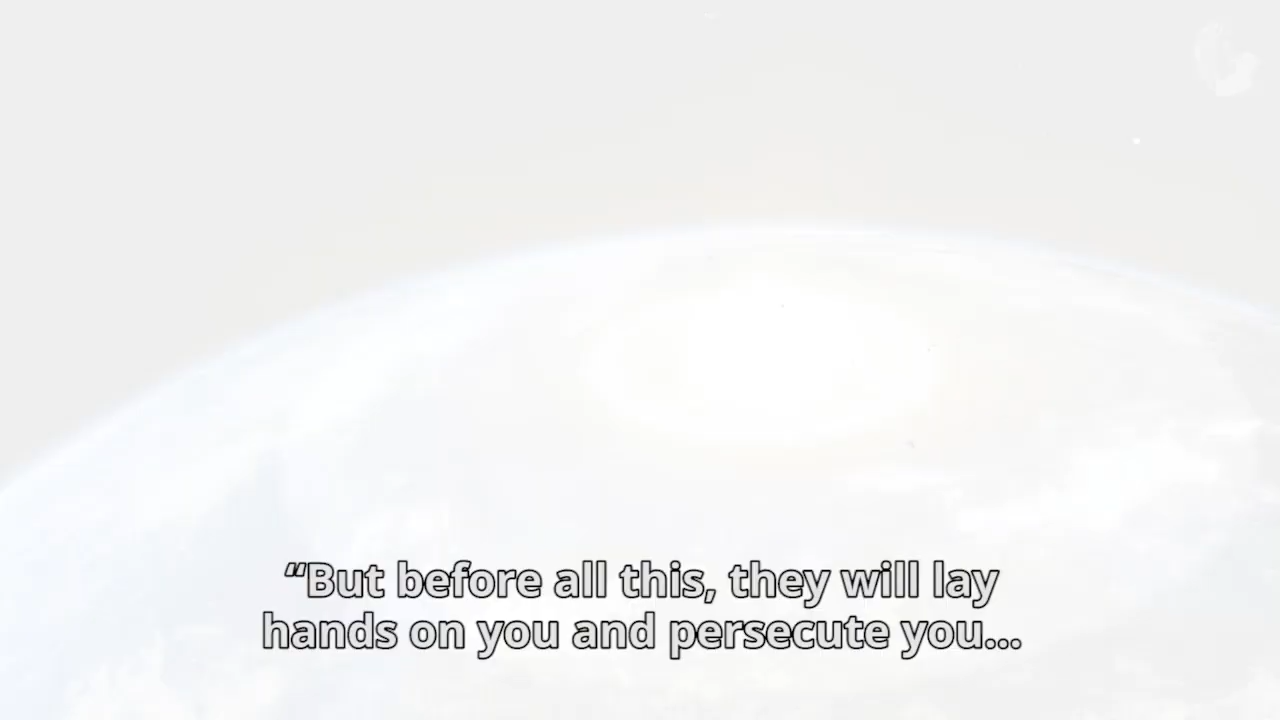 “But before all this, they will lay
hands on you and persecute you...